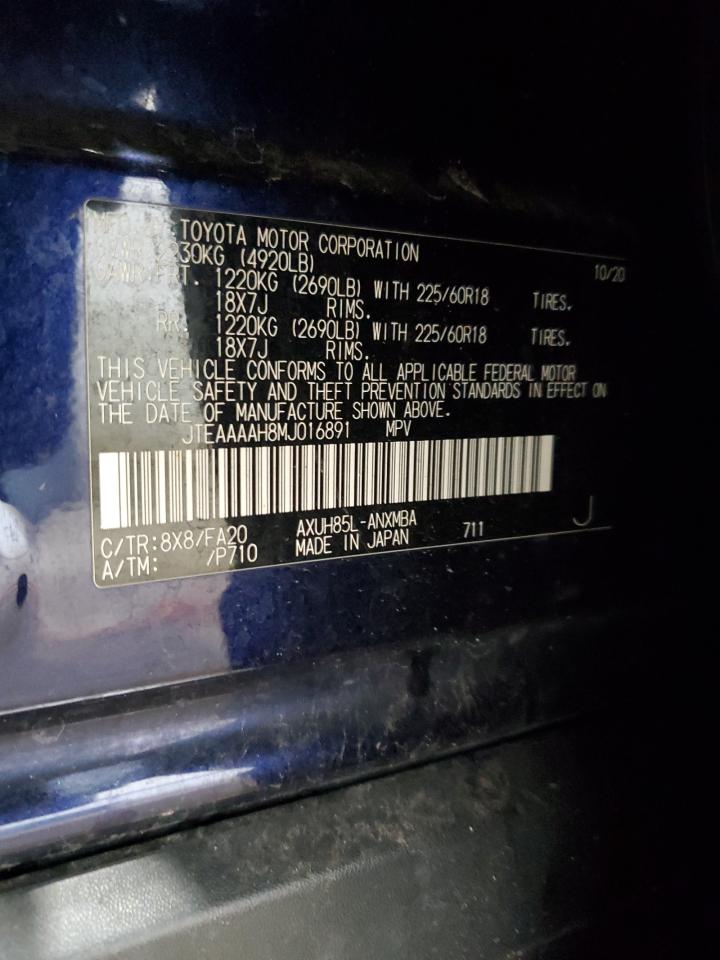 TOYOTA MOTOR CORPORATION 10/20
2230KG (4920LB)
FRT. 1220KG (2690LB) WITH 225/60R18 TIRES.
18X7J RIMS.
RR. 1220KG (2690LB) WITH 225/60R18 TIRES.
18X7J RIMS.
THIS VEHICLE CONFORMS TO ALL APPLICABLE FEDERAL MOTOR
VEHICLE SAFETY AND THEFT PREVENTION STANDARDS IN EFFECT ON
THE DATE OF MANUFACTURE SHOWN ABOVE.
JTEAAAAH8MJ016891 MPV
C/TR:8X8/FA20 AXUH85L-ANXMBA 711 J
A/TM: /P710 MADE IN JAPAN